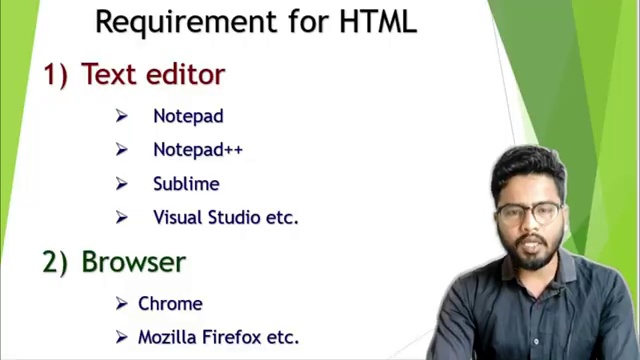 Requirement for HTML
1) Text editor
➢ Notepad
➢ Notepad++
➢ Sublime
➢ Visual Studio etc.
2) Browser
➢ Chrome
➢ Mozilla Firefox etc.